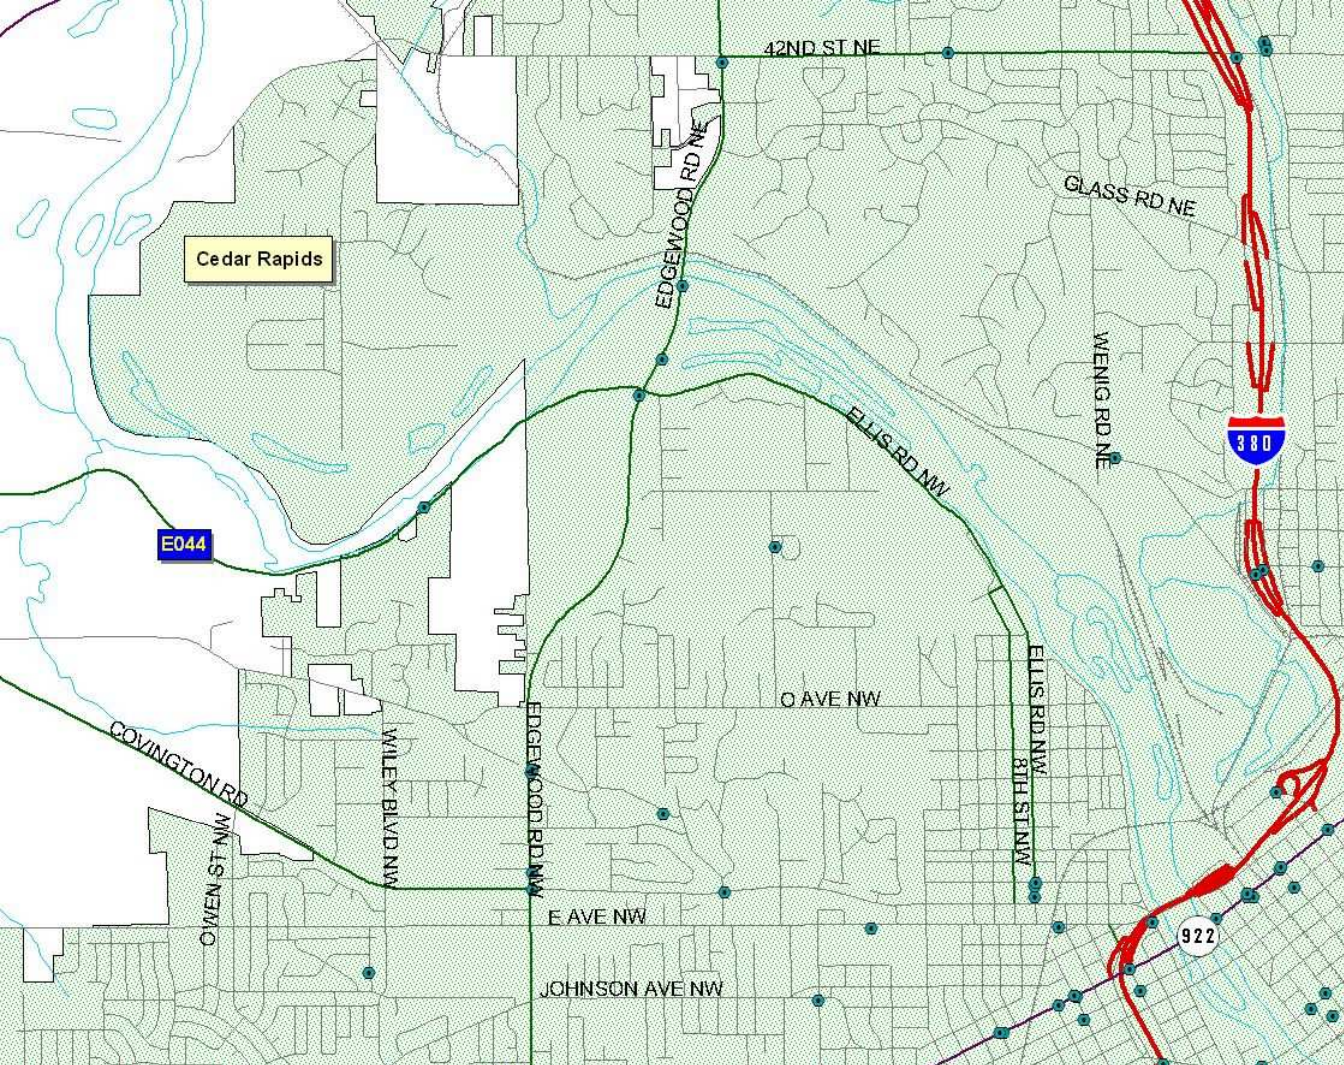 42ND ST NE
EDGEWOOD RD NE
GLASS RD NE
Cedar Rapids
WENIG RD NE
ELLIS RD NW
380
E044
O AVE NW
ELLIS RD NW
8TH ST NW
COVINGTON RD
WILEY BLVD NW
EDGEWOOD RD NW
OWEN ST NW
E AVE NW
922
JOHNSON AVE NW